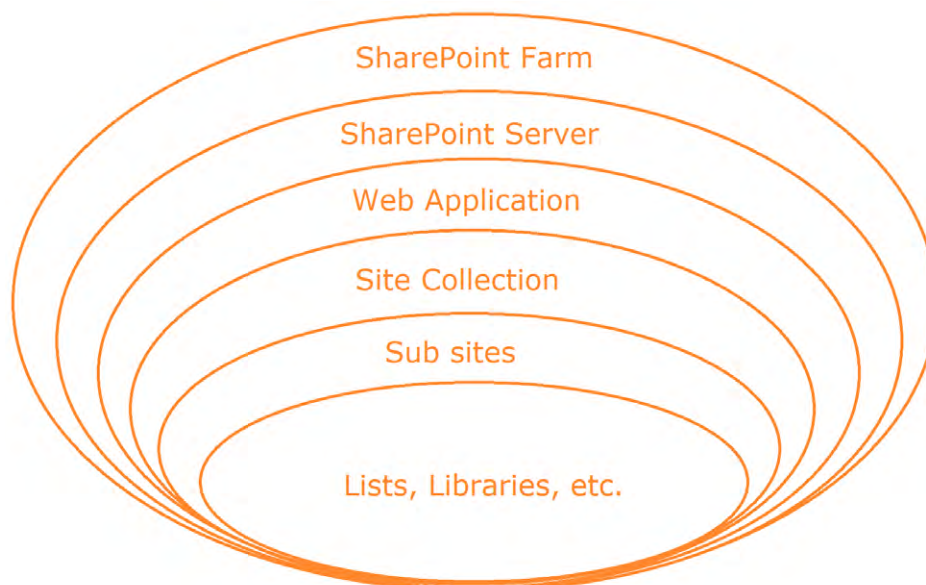 SharePoint Farm
SharePoint Server
Web Application
Site Collection
Sub sites
Lists, Libraries, etc.